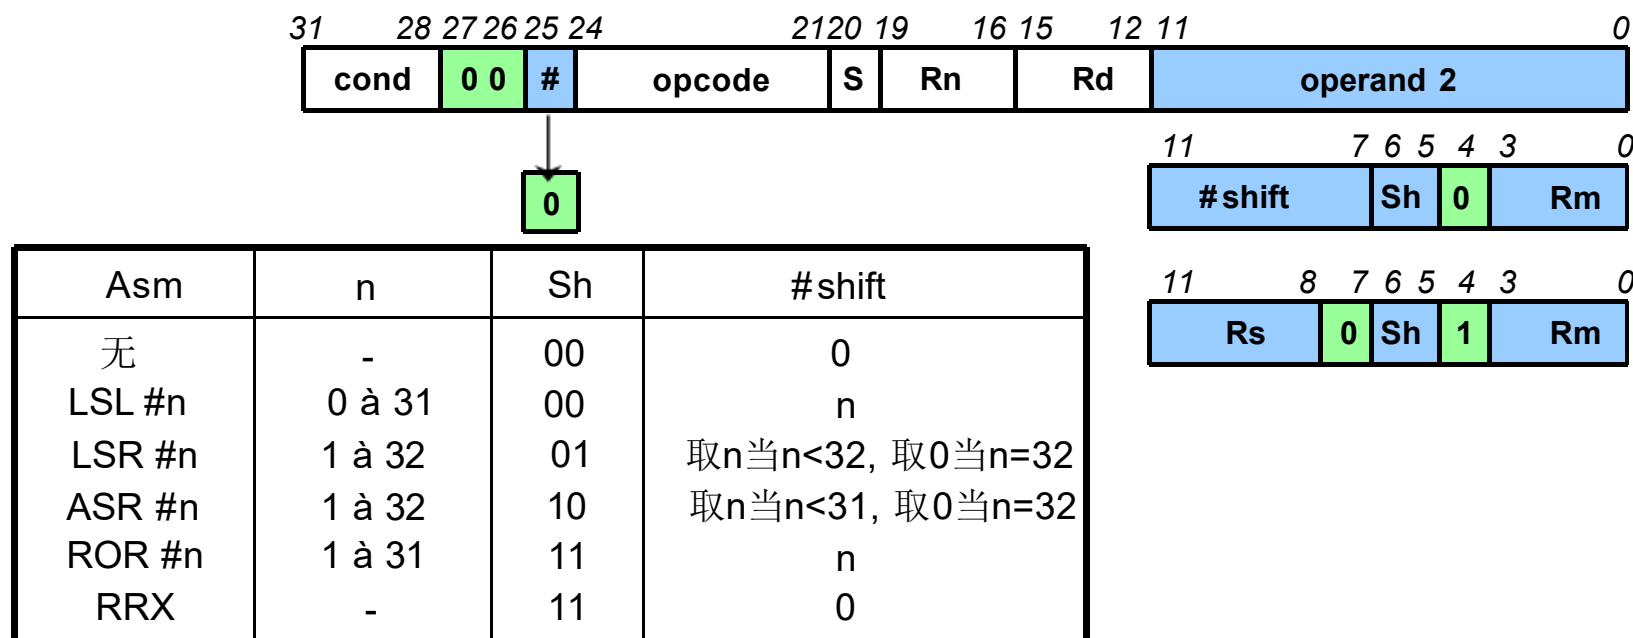 31 28 27 26 25 24 21 20 19 16 15 12 11 0
cond 0 0 # opcode S Rn Rd operand 2
11 7 6 5 4 3 0
0 #shift Sh 0 Rm
Asm n Sh #shift
11 8 7 6 5 4 3 0
Rs 0 Sh 1 Rm
无 - 00 0
LSL #n 0 à 31 00 n
LSR #n 1 à 32 01 取n当n<32, 取0当n=32
ASR #n 1 à 32 10 取n当n<31, 取0当n=32
ROR #n 1 à 31 11 n
RRX - 11 0